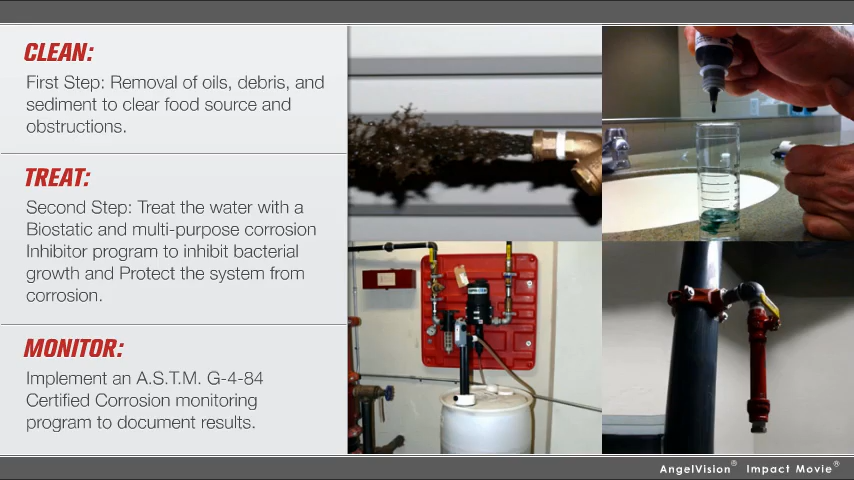 CLEAN:
First Step: Removal of oils, debris, and
sediment to clear food source and
obstructions.
TREAT:
Second Step: Treat the water with a
Biostatic and multi-purpose corrosion
Inhibitor program to inhibit bacterial
growth and Protect the system from
corrosion.
MONITOR:
Implement an A.S.T.M. G-4-84
Certified Corrosion monitoring
program to document results.
AngelVision® Impact Movie®